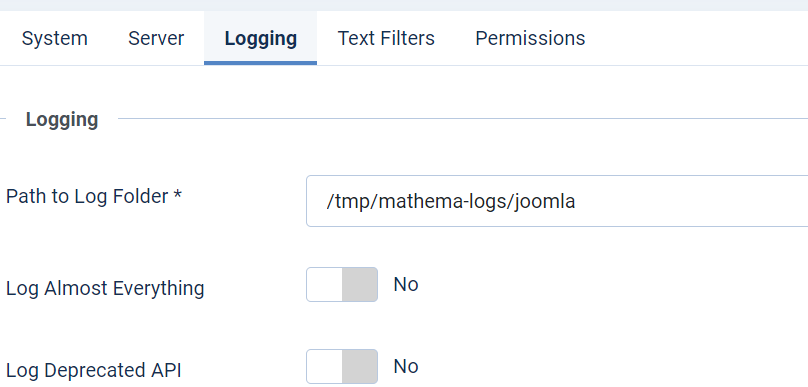 System Server Logging Text Filters Permissions
Logging
Path to Log Folder * /tmp/mathema-logs/joomla
Log Almost Everything No
Log Deprecated API No